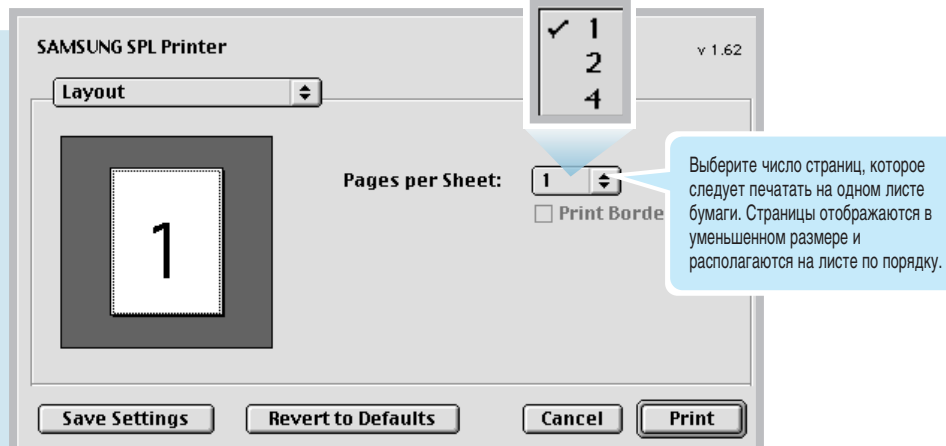 SAMSUNG SPL Printer
v 1.62
Layout
1
2
4
1
Pages per Sheet:
1
Print Borde
Выберите число страниц, которое
следует печатать на одном листе
бумаги. Страницы отображаются в
уменьшенном размере и
располагаются на листе по порядку.
Save Settings
Revert to Defaults
Cancel
Print